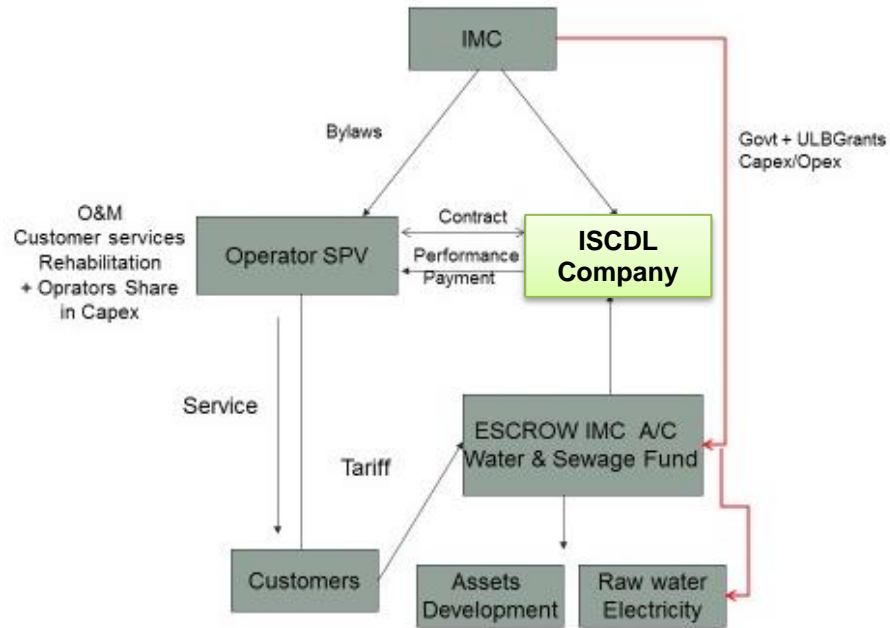 IMC
Bylaws
Govt + ULBGrants
Capex/Opex
O&M
Customer services
Rehabilitation
+ Oprators Share
in Capex
Operator SPV
Contract
Performance
Payment
ISCDL
Company
Service
Tariff
ESCROW IMC A/C
Water & Sewage Fund
Customers
Assets
Development
Raw water
Electricity